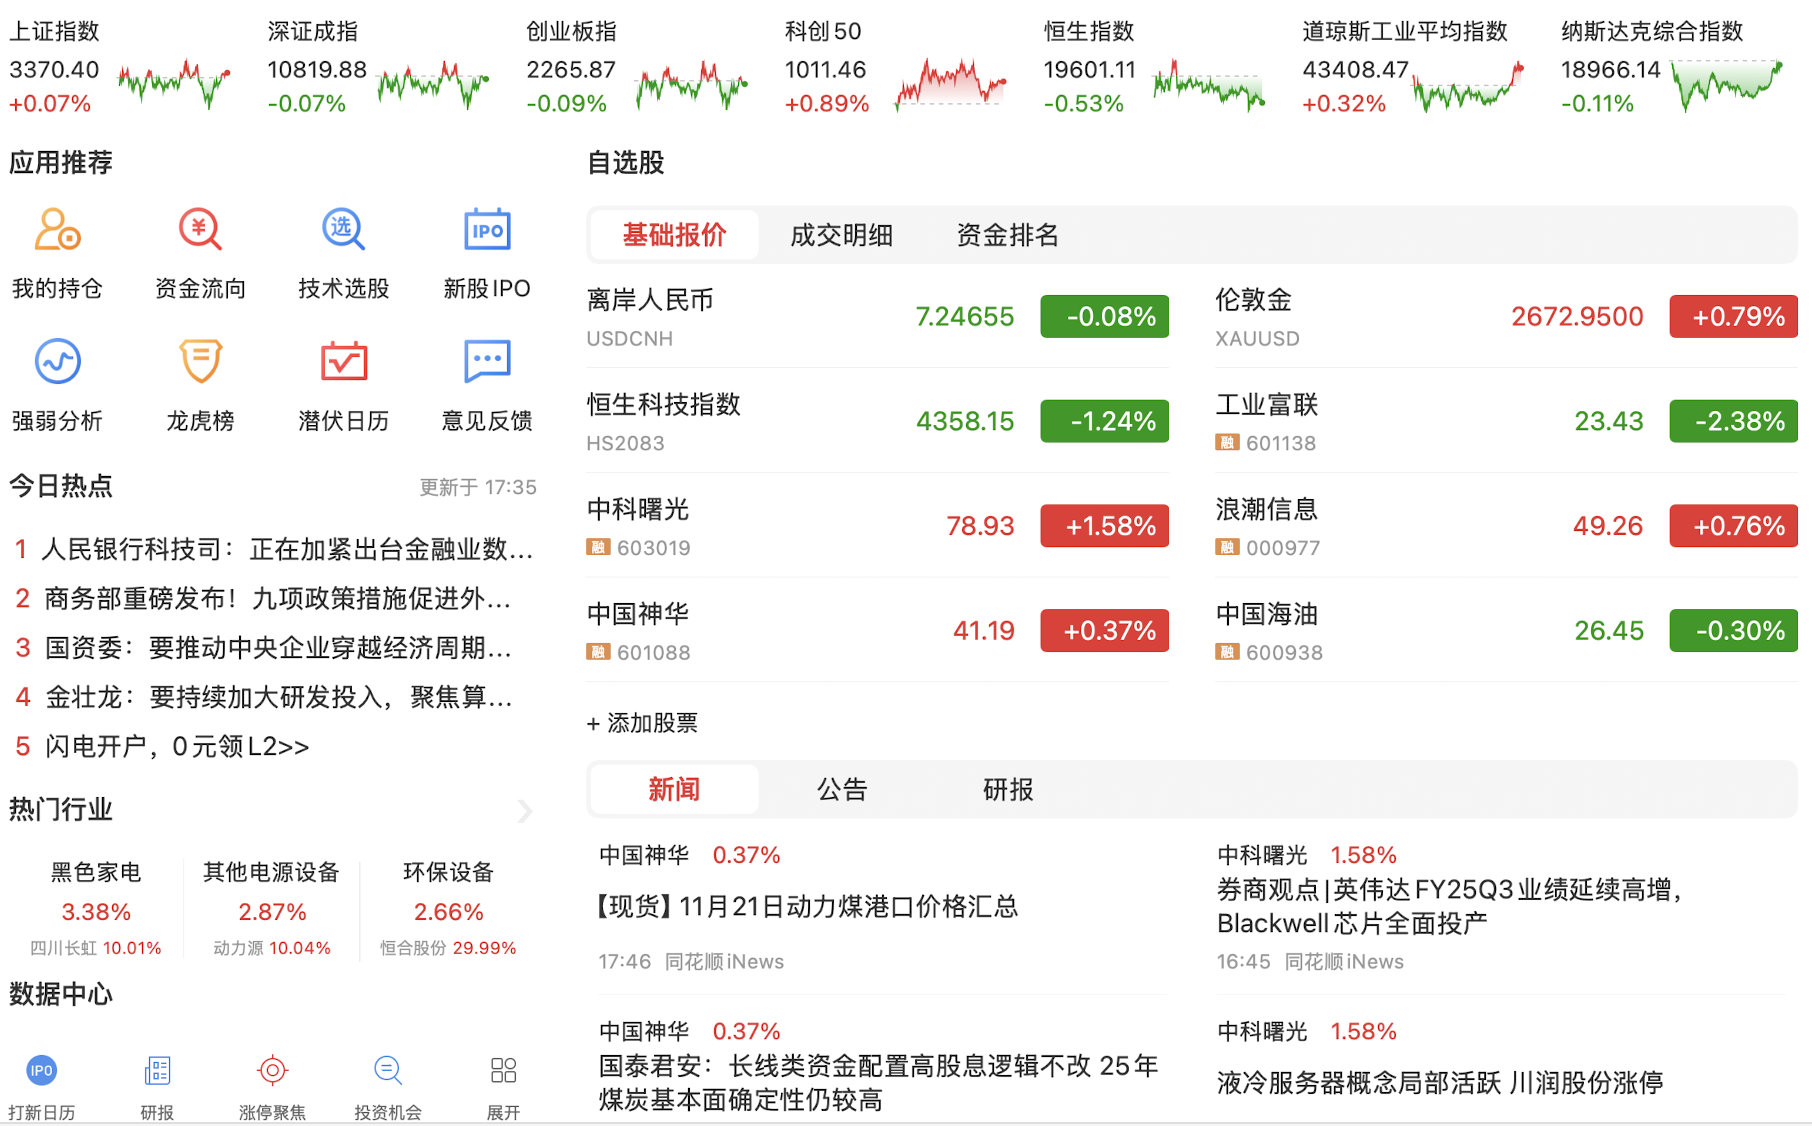 上证指数
3370.40
+0.07%
深证成指
10819.88
-0.07%
创业板指
2265.87
-0.09%
科创50
1011.46
+0.89%
恒生指数
19601.11
-0.53%
道琼斯工业平均指数
43408.47
+0.32%
纳斯达克综合指数
18966.14
-0.11%
应用推荐
¥
选
IPO
我的持仓
资金流向
技术选股
新股IPO
强弱分析
龙虎榜
潜伏日历
意见反馈
今日热点
更新于 17:35
1 人民银行科技司：正在加紧出台金融业数...
2 商务部重磅发布！九项政策措施促进外...
3 国资委：要推动中央企业穿越经济周期...
4 金壮龙：要持续加大研发投入，聚焦算...
5 闪电开户，0元领L2>>
热门行业
黑色家电
3.38%
四川长虹 10.01%
其他电源设备
2.87%
动力源 10.04%
环保设备
2.66%
恒合股份 29.99%
数据中心
IPO
打新日历
研报
涨停聚焦
投资机会
展开
自选股
基础报价
成交明细
资金排名
离岸人民币
USDCNH
7.24655
-0.08%
伦敦金
XAUUSD
2672.9500
+0.79%
恒生科技指数
HS2083
4358.15
-1.24%
工业富联
融 601138
23.43
-2.38%
中科曙光
融 603019
78.93
+1.58%
浪潮信息
融 000977
49.26
+0.76%
中国神华
融 601088
41.19
+0.37%
中国海油
融 600938
26.45
-0.30%
+ 添加股票
新闻
公告
研报
中国神华 0.37%
【现货】11月21日动力煤港口价格汇总
17:46 同花顺iNews
中科曙光 1.58%
券商观点|英伟达FY25Q3业绩延续高增，
Blackwell芯片全面投产
16:45 同花顺iNews
中国神华 0.37%
国泰君安：长线类资金配置高股息逻辑不改 25年
煤炭基本面确定性仍较高
中科曙光 1.58%
液冷服务器概念局部活跃 川润股份涨停